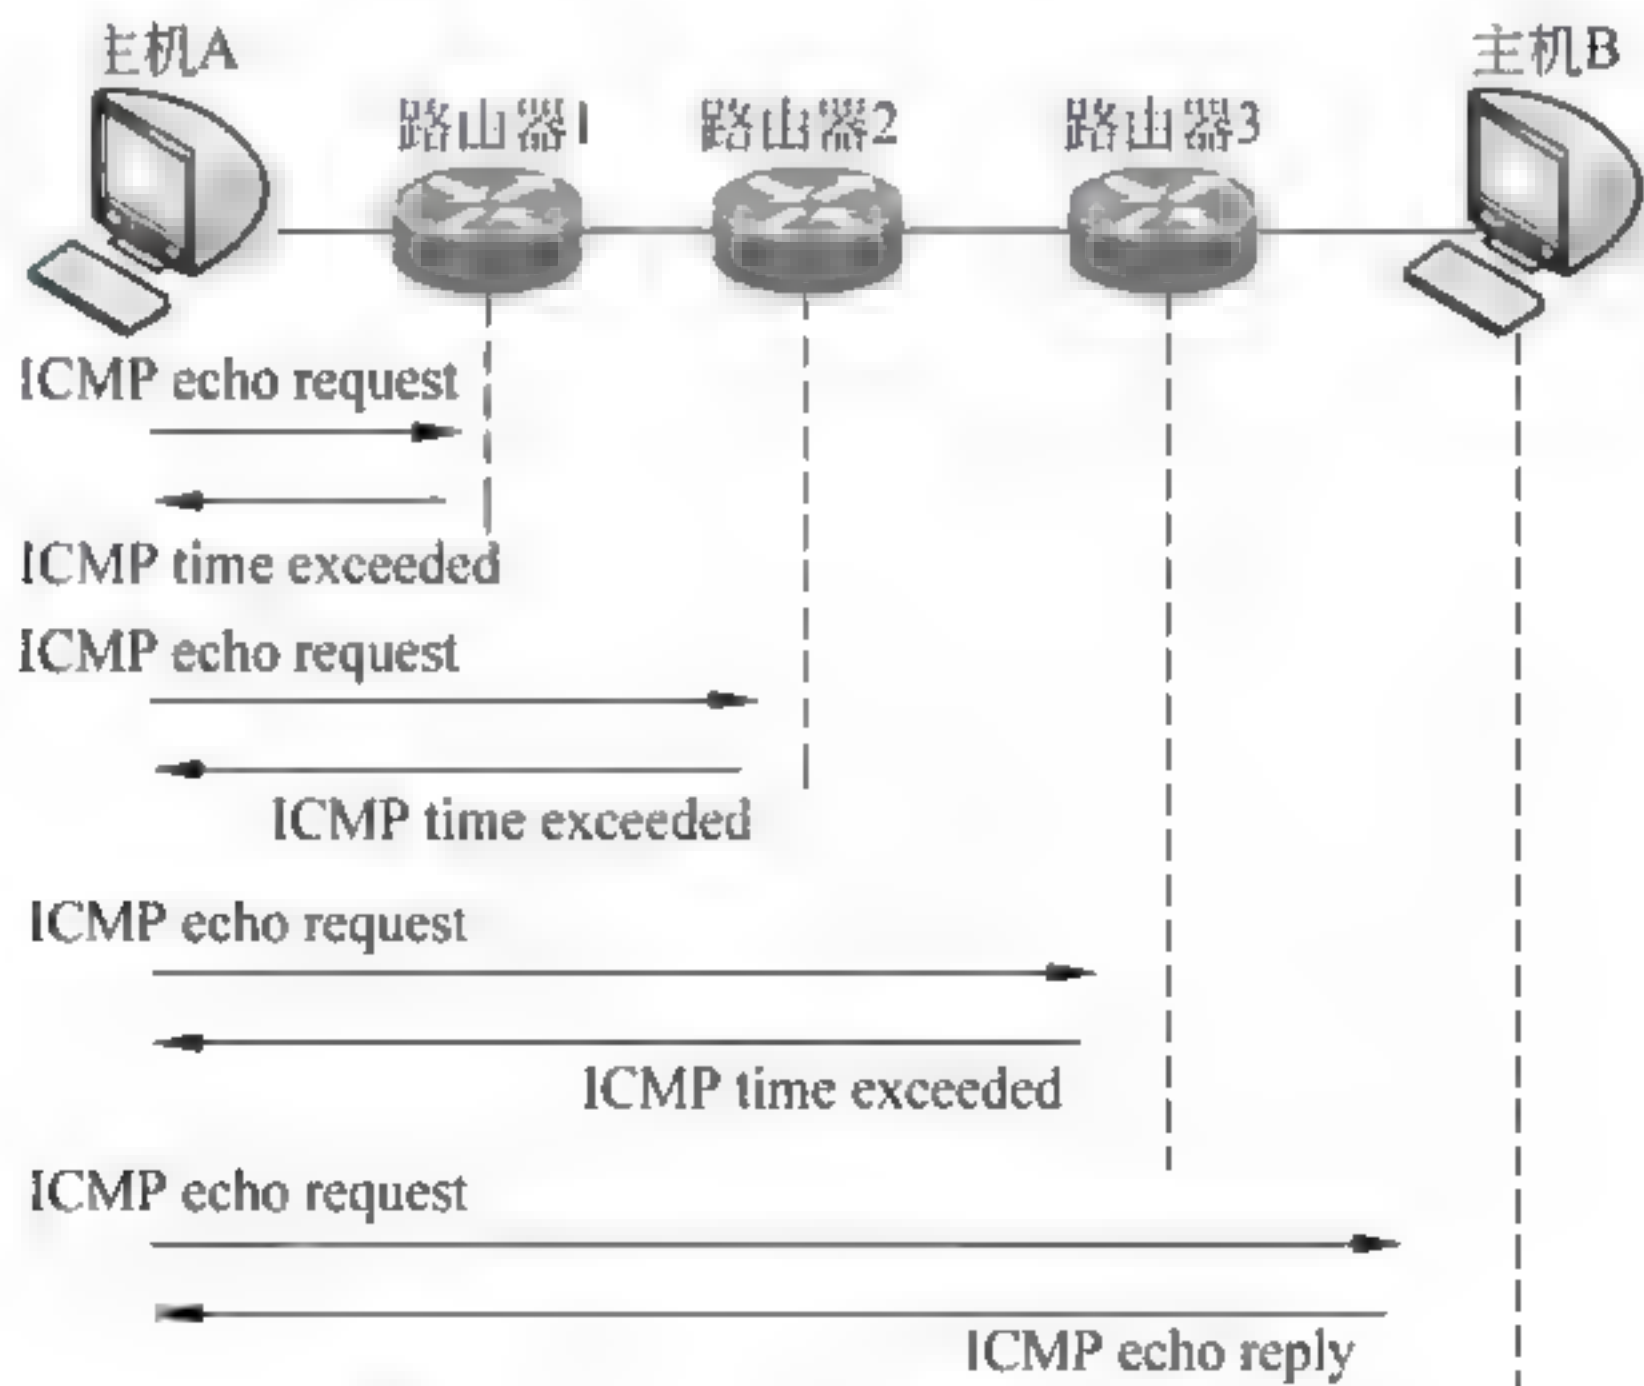 主机A
主机B
路由器1
路由器2
路由器3
ICMP echo request
ICMP time exceeded
ICMP echo request
ICMP time exceeded
ICMP echo request
ICMP time exceeded
ICMP echo request
ICMP echo reply